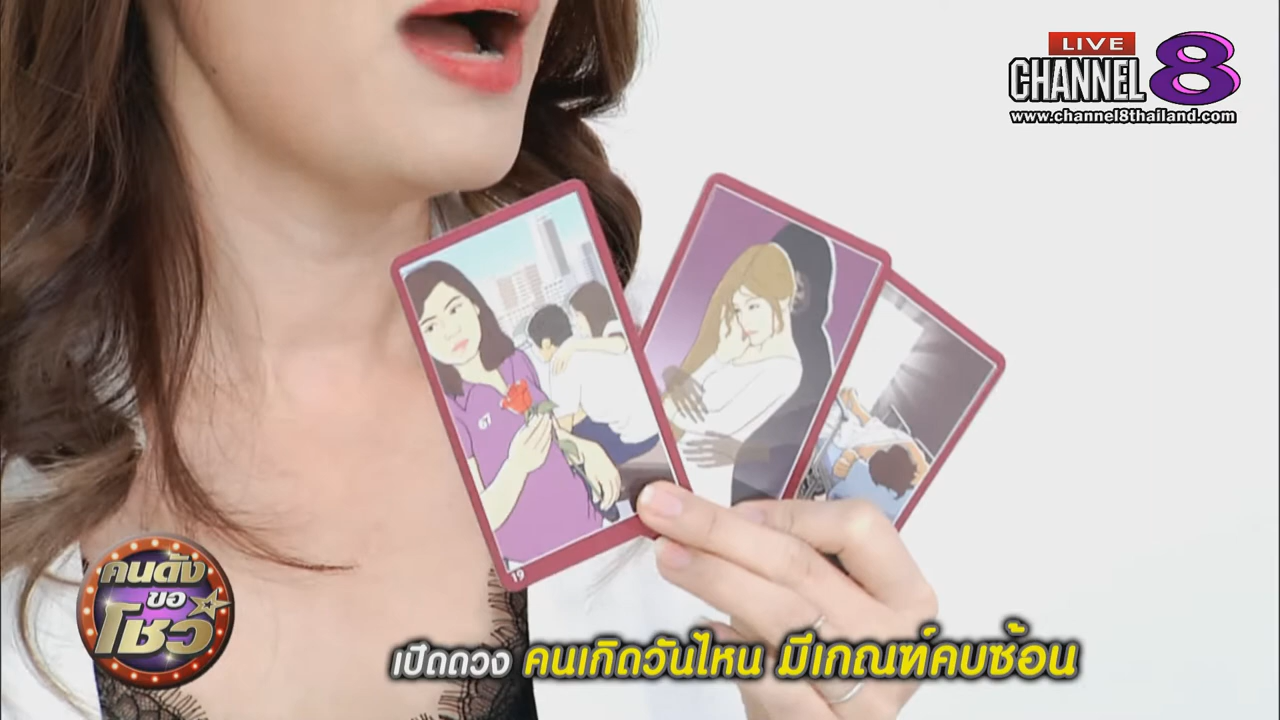 LIVE
CHANNEL 8
www.channel8thailand.com
67
19
คนดัง
ขอ
โชว์
เปิดดวง คนเกิดวันไหน มีเกณฑ์คบซ้อน